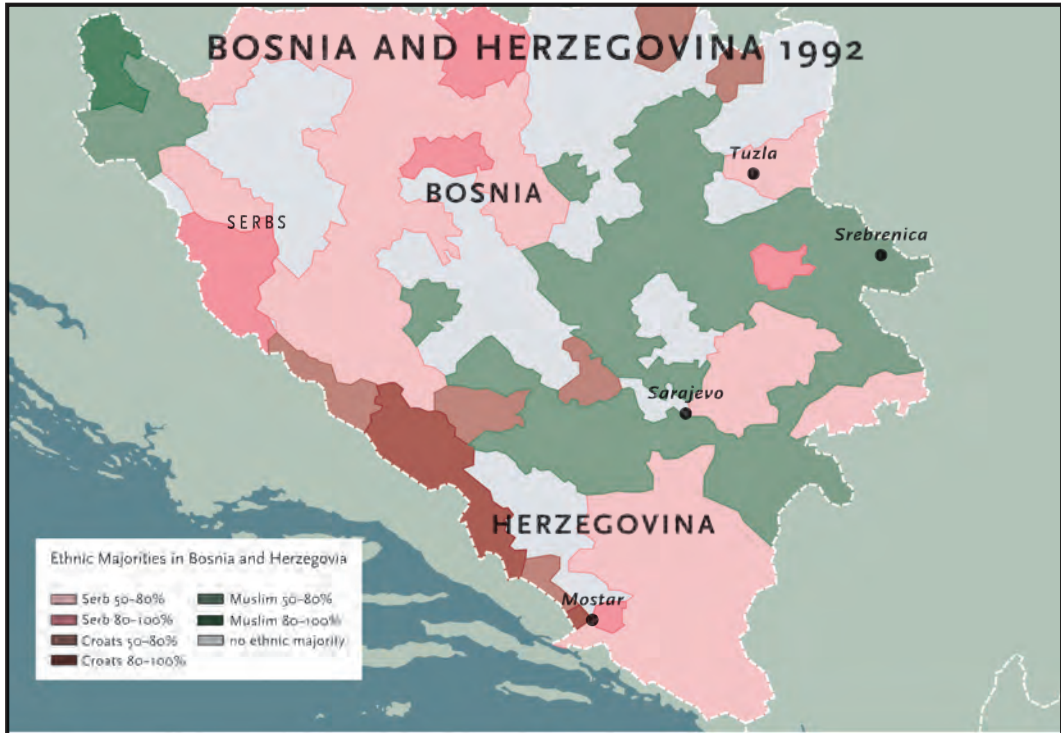 BOSNIA AND HERZEGOVINA 1992
Tuzla
BOSNIA
SERBS
Srebrenica
Sarajevo
HERZEGOVINA
Mostar
Ethnic Majorities in Bosnia and Herzegovia
Serb 50–80%
Serb 80–100%
Croats 50–80%
Croats 80–100%
Muslim 50–80%
Muslim 80–100%
no ethnic majority